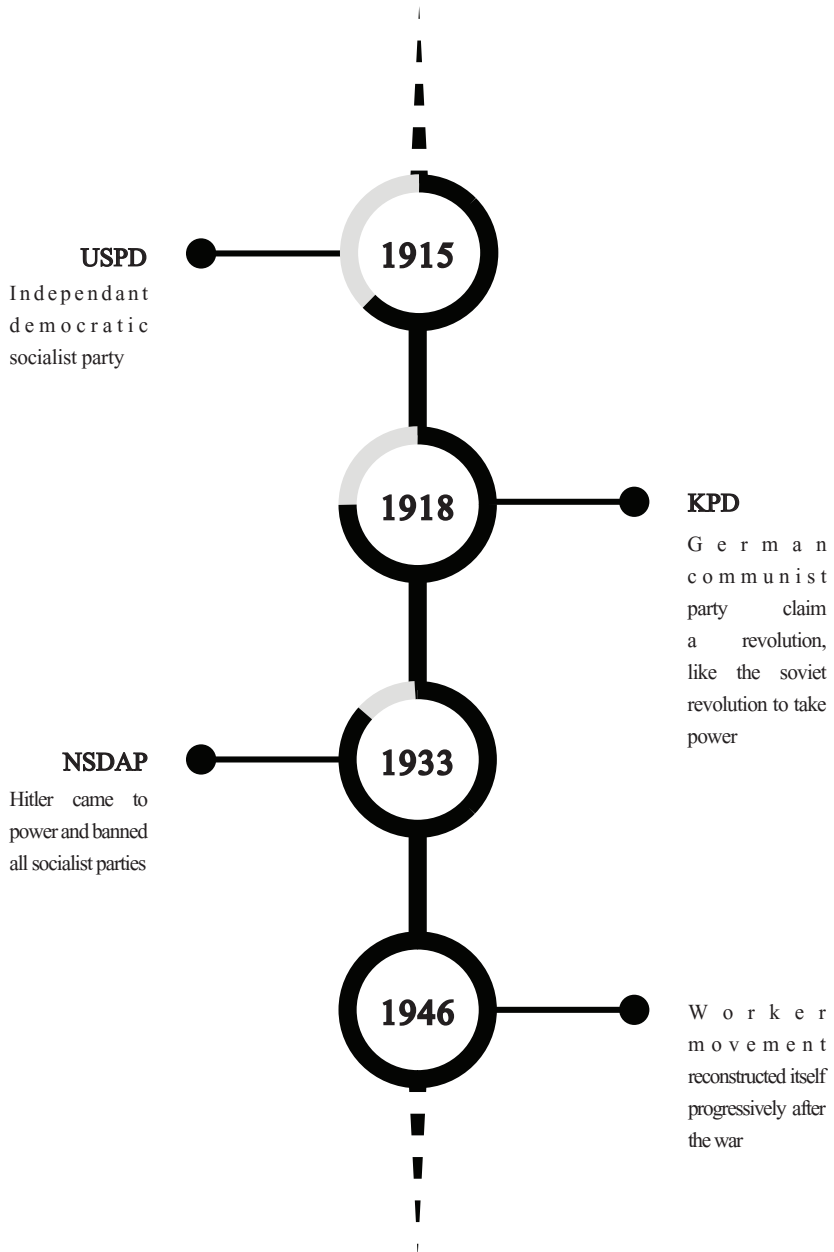 1915
USPD
Independant
democratic
socialist party
1918
KPD
German
communist
party claim
a revolution,
like the soviet
revolution to take
power
1933
NSDAP
Hitler came to
power and banned
all socialist parties
1946
Worker
movement
reconstructed itself
progressively after
the war